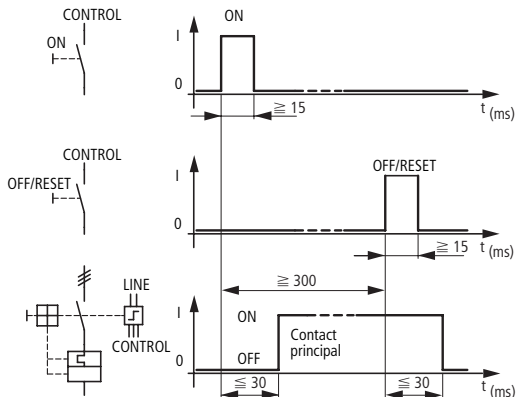 CONTROL
ON
I
0
ON
≧ 15
t (ms)
CONTROL
OFF/RESET
I
0
OFF/RESET
≧ 15
t (ms)
≧ 300
LINE
CONTROL
I
0
ON
OFF
Contact
principal
≦ 30
≦ 30
t (ms)